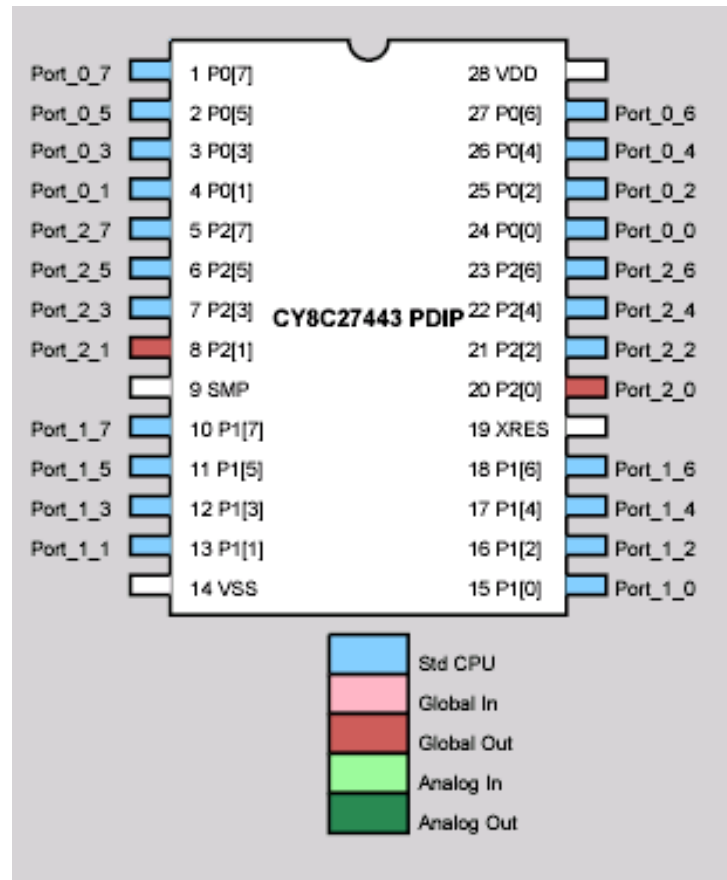 Port_0_7 1 P0[7] 28 VDD
Port_0_5 2 P0[5] 27 P0[6] Port_0_6
Port_0_3 3 P0[3] 26 P0[4] Port_0_4
Port_0_1 4 P0[1] 25 P0[2] Port_0_2
Port_2_7 5 P2[7] 24 P0[0] Port_0_0
Port_2_5 6 P2[5] 23 P2[6] Port_2_6
Port_2_3 7 P2[3] CY8C27443 PDIP 22 P2[4] Port_2_4
Port_2_1 8 P2[1] 21 P2[2] Port_2_2
9 SMP 20 P2[0] Port_2_0
Port_1_7 10 P1[7] 19 XRES
Port_1_5 11 P1[5] 18 P1[6] Port_1_6
Port_1_3 12 P1[3] 17 P1[4] Port_1_4
Port_1_1 13 P1[1] 16 P1[2] Port_1_2
14 VSS 15 P1[0] Port_1_0
Std CPU
Global In
Global Out
Analog In
Analog Out